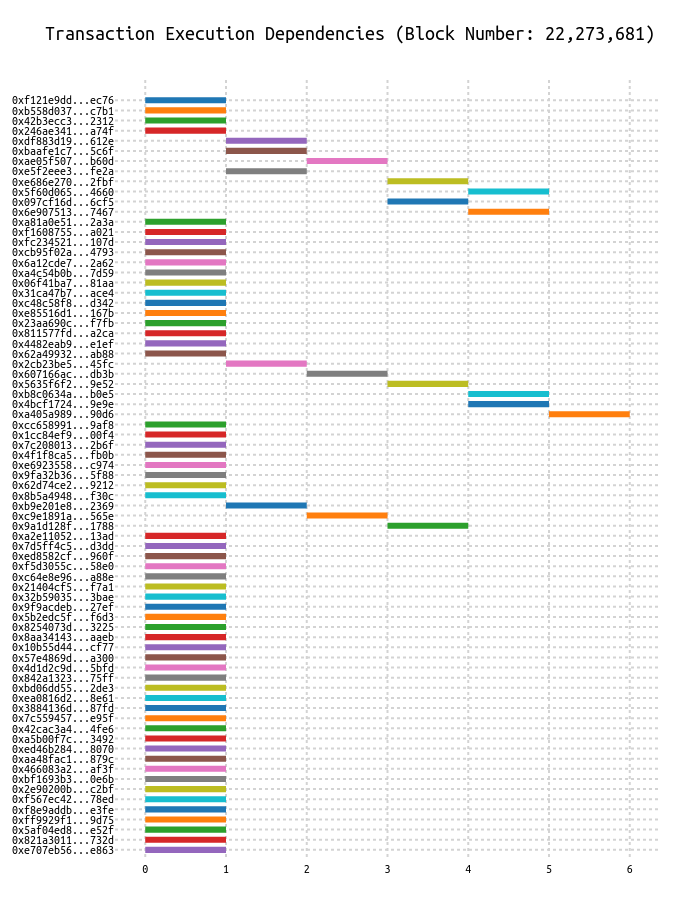 Transaction Execution Dependencies (Block Number: 22,273,681)
0xf121e9dd...ec76
0xb558d037...c7b1
0x42b3ecc3...2312
0x246ae341...a74f
0xdf883d19...612e
0xbaafe1c7...5c6f
0xae05f507...b60d
0xe5f2eee3...fe2a
0xe686e270...2fbf
0x5f60d065...4660
0x097cf16d...6cf5
0x6e907513...7467
0xa81a0e51...2a3a
0xf1608755...a021
0xfc234521...107d
0xcb95f02a...4793
0x6a12cde7...2a62
0xa4c54b0b...7d59
0x06f41ba7...81aa
0x31ca47b7...ace4
0xc48c58f8...d342
0xe85516d1...167b
0x23aa690c...f7fb
0x811577fd...a2ca
0x4482eab9...e1ef
0x62a49932...ab88
0x2cb23be5...45fc
0x607166ac...db3b
0x5635f6f2...9e52
0xb8c0634a...b0e5
0x4bcf1724...9e9e
0xa405a989...90d6
0xcc658991...9af8
0x1cc84ef9...00f4
0x7c208013...2b6f
0x4f1f8ca5...fb0b
0xe6923558...c974
0x9fa32b36...5f88
0x62d74ce2...9212
0x8b5a4948...f30c
0xb9e201e8...2369
0xc9e1891a...565e
0x9a1d128f...1788
0xa2e11052...13ad
0x7d5ff4c5...d3dd
0xed8582cf...960f
0xf5d3055c...58e0
0xc64e8e96...a88e
0x21404cf5...f7a1
0x32b59035...3bae
0x9f9acdeb...27ef
0x5b2edc5f...f6d3
0x8254073d...3225
0x8aa34143...aaeb
0x10b55d44...cf77
0x57e4869d...a300
0x4d1d2c9d...5bfd
0x842a1323...75ff
0xbd06dd55...2de3
0xea0816d2...8e61
0x3884136d...87fd
0x7c559457...e95f
0x42cac3a4...4fe6
0xa5b00f7c...3492
0xed46b284...8070
0xaa48fac1...879c
0x466083a2...af3f
0xbf1693b3...0e6b
0x2e90200b...c2bf
0xf567ec42...78ed
0xf8e9addb...e3fe
0xff9929f1...9d75
0x5af04ed8...e52f
0x821a3011...732d
0xe707eb56...e863
0 1 2 3 4 5 6